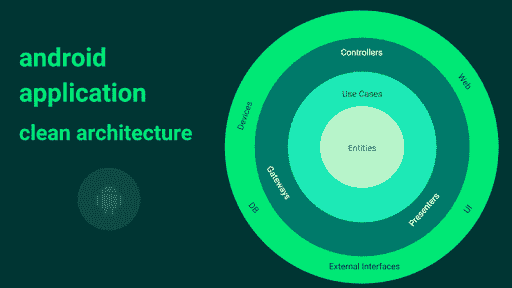 android
application
clean architecture
Controllers
Web
Use Cases
Devices
Entities
Gateways
Presenters
DB
UI
External Interfaces